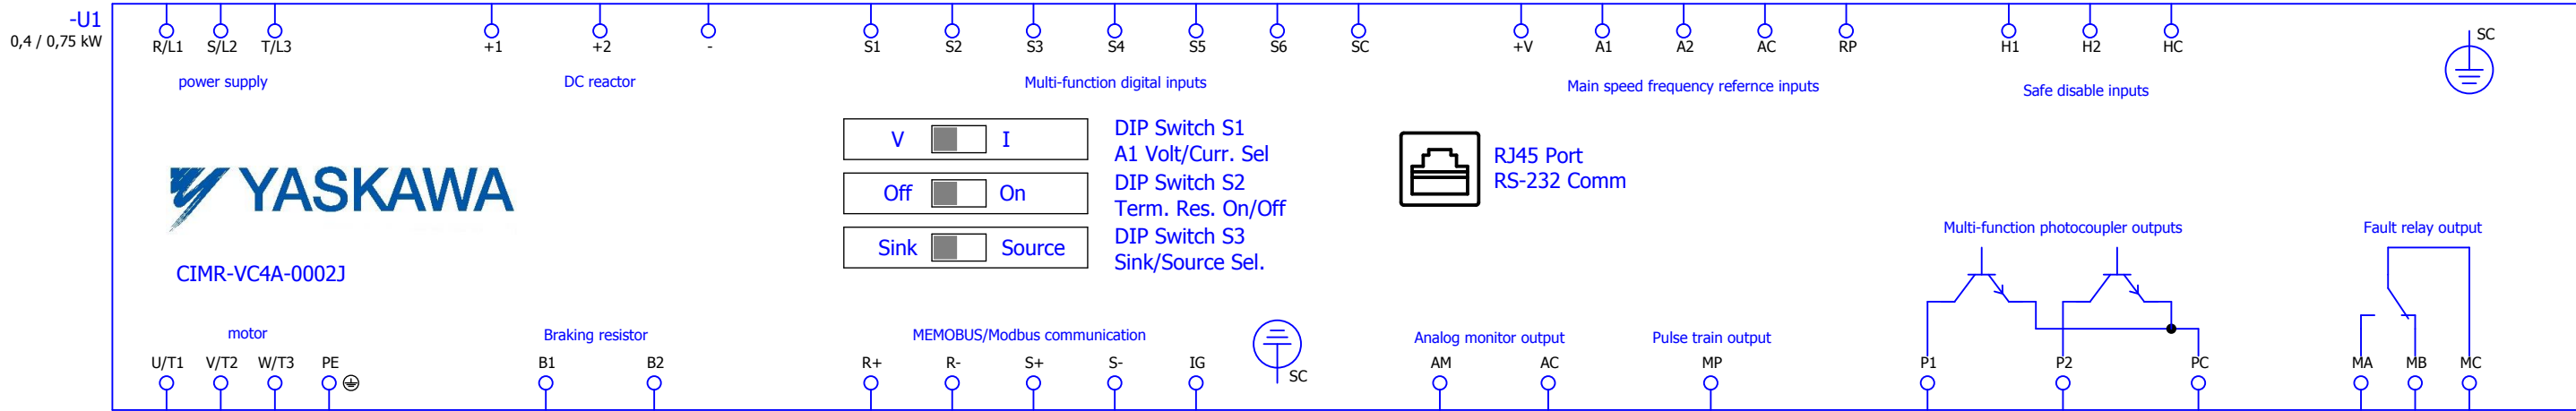 -U1
0,4 / 0,75 kW
R/L1 S/L2 T/L3 +1 +2 - S1 S2 S3 S4 S5 S6 SC +V A1 A2 AC RP H1 H2 HC SC
power supply DC reactor Multi-function digital inputs Main speed frequency refernce inputs Safe disable inputs
V I DIP Switch S1
A1 Volt/Curr. Sel
Off On DIP Switch S2
Term. Res. On/Off
Sink Source DIP Switch S3
Sink/Source Sel.
RJ45 Port
RS-232 Comm
YASKAWA
CIMR-VC4A-0002J
Multi-function photocoupler outputs Fault relay output
motor Braking resistor MEMOBUS/Modbus communication Analog monitor output Pulse train output
U/T1 V/T2 W/T3 PE B1 B2 R+ R- S+ S- IG SC AM AC MP P1 P2 PC MA MB MC